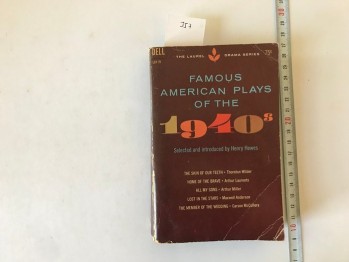 DELL
THE LAUREL DRAMA SERIES
75¢
FAMOUS
AMERICAN PLAYS
OF THE
1940s
Selected and introduced by Henry Hewes
THE SKIN OF OUR TEETH • Thornton Wilder
HOME OF THE BRAVE • Arthur Laurents
ALL MY SONS • Arthur Miller
LOST IN THE STARS • Maxwell Anderson
THE MEMBER OF THE WEDDING • Carson McCullers